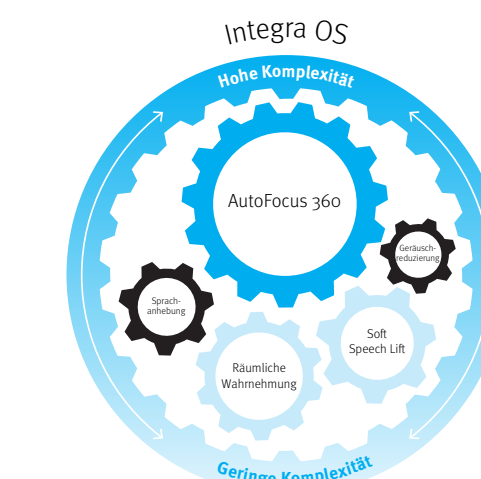 Integra OS
Hohe Komplexität
AutoFocus 360
Geräusch-
reduzierung
Sprach-
anhebung
Soft
Speech Lift
Räumliche
Wahrnehmung
Geringe Komplexität